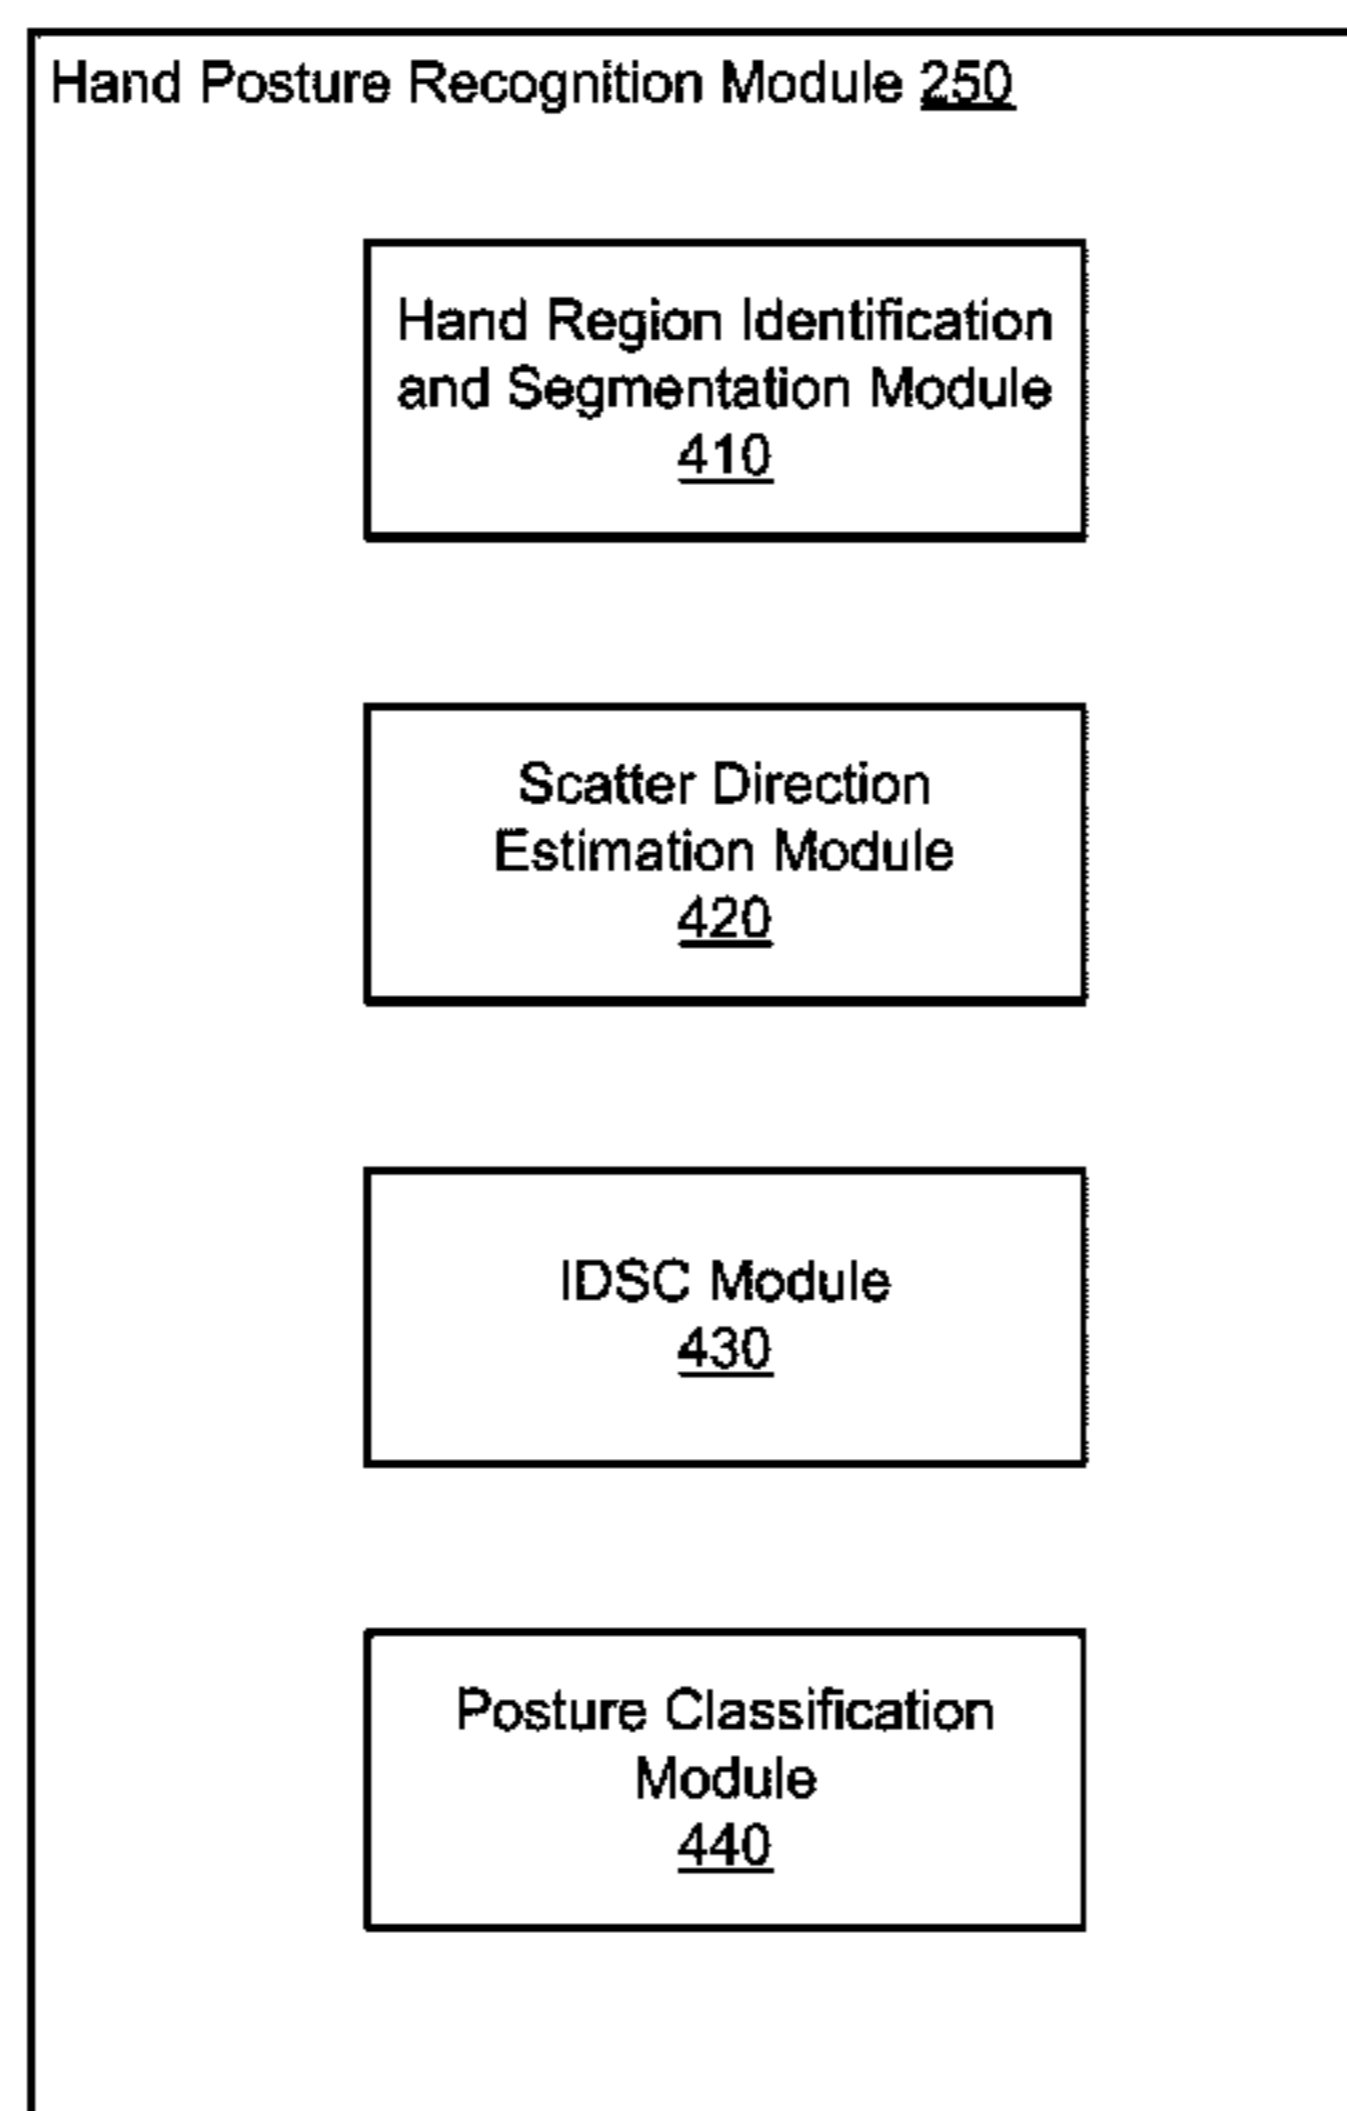 Hand Posture Recognition Module 250
Hand Region Identification
and Segmentation Module
410
Scatter Direction
Estimation Module
420
IDSC Module
430
Posture Classification
Module
440